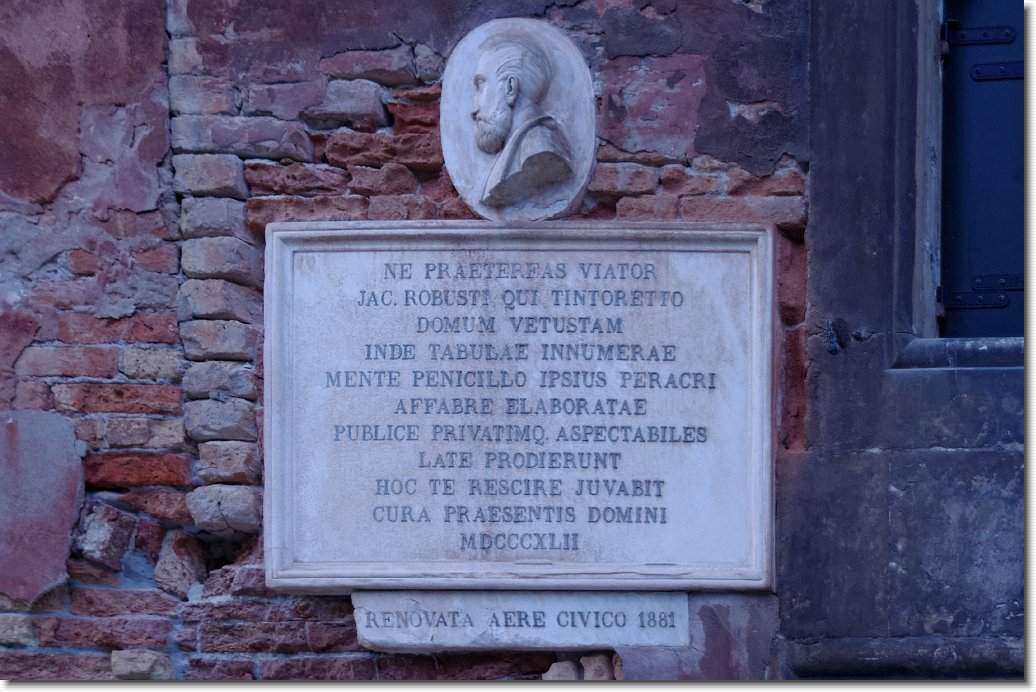 NE PRAETEREAS VIATOR
JAC. ROBUSTI QUI TINTORETTO
DOMUM VETUSTAM
INDE TABULAE INNUMERAE
MENTE PENICILLO IPSIUS PERACRI
AFFABRE ELABORATAE
PUBLICE PRIVATIMQ. ASPECTABILES
LATE PRODIERUNT
HOC TE RESCIRE JUVABIT
CURA PRAESENTIS DOMINI
MDCCCXLII
RENOVATA AERE CIVICO 1881